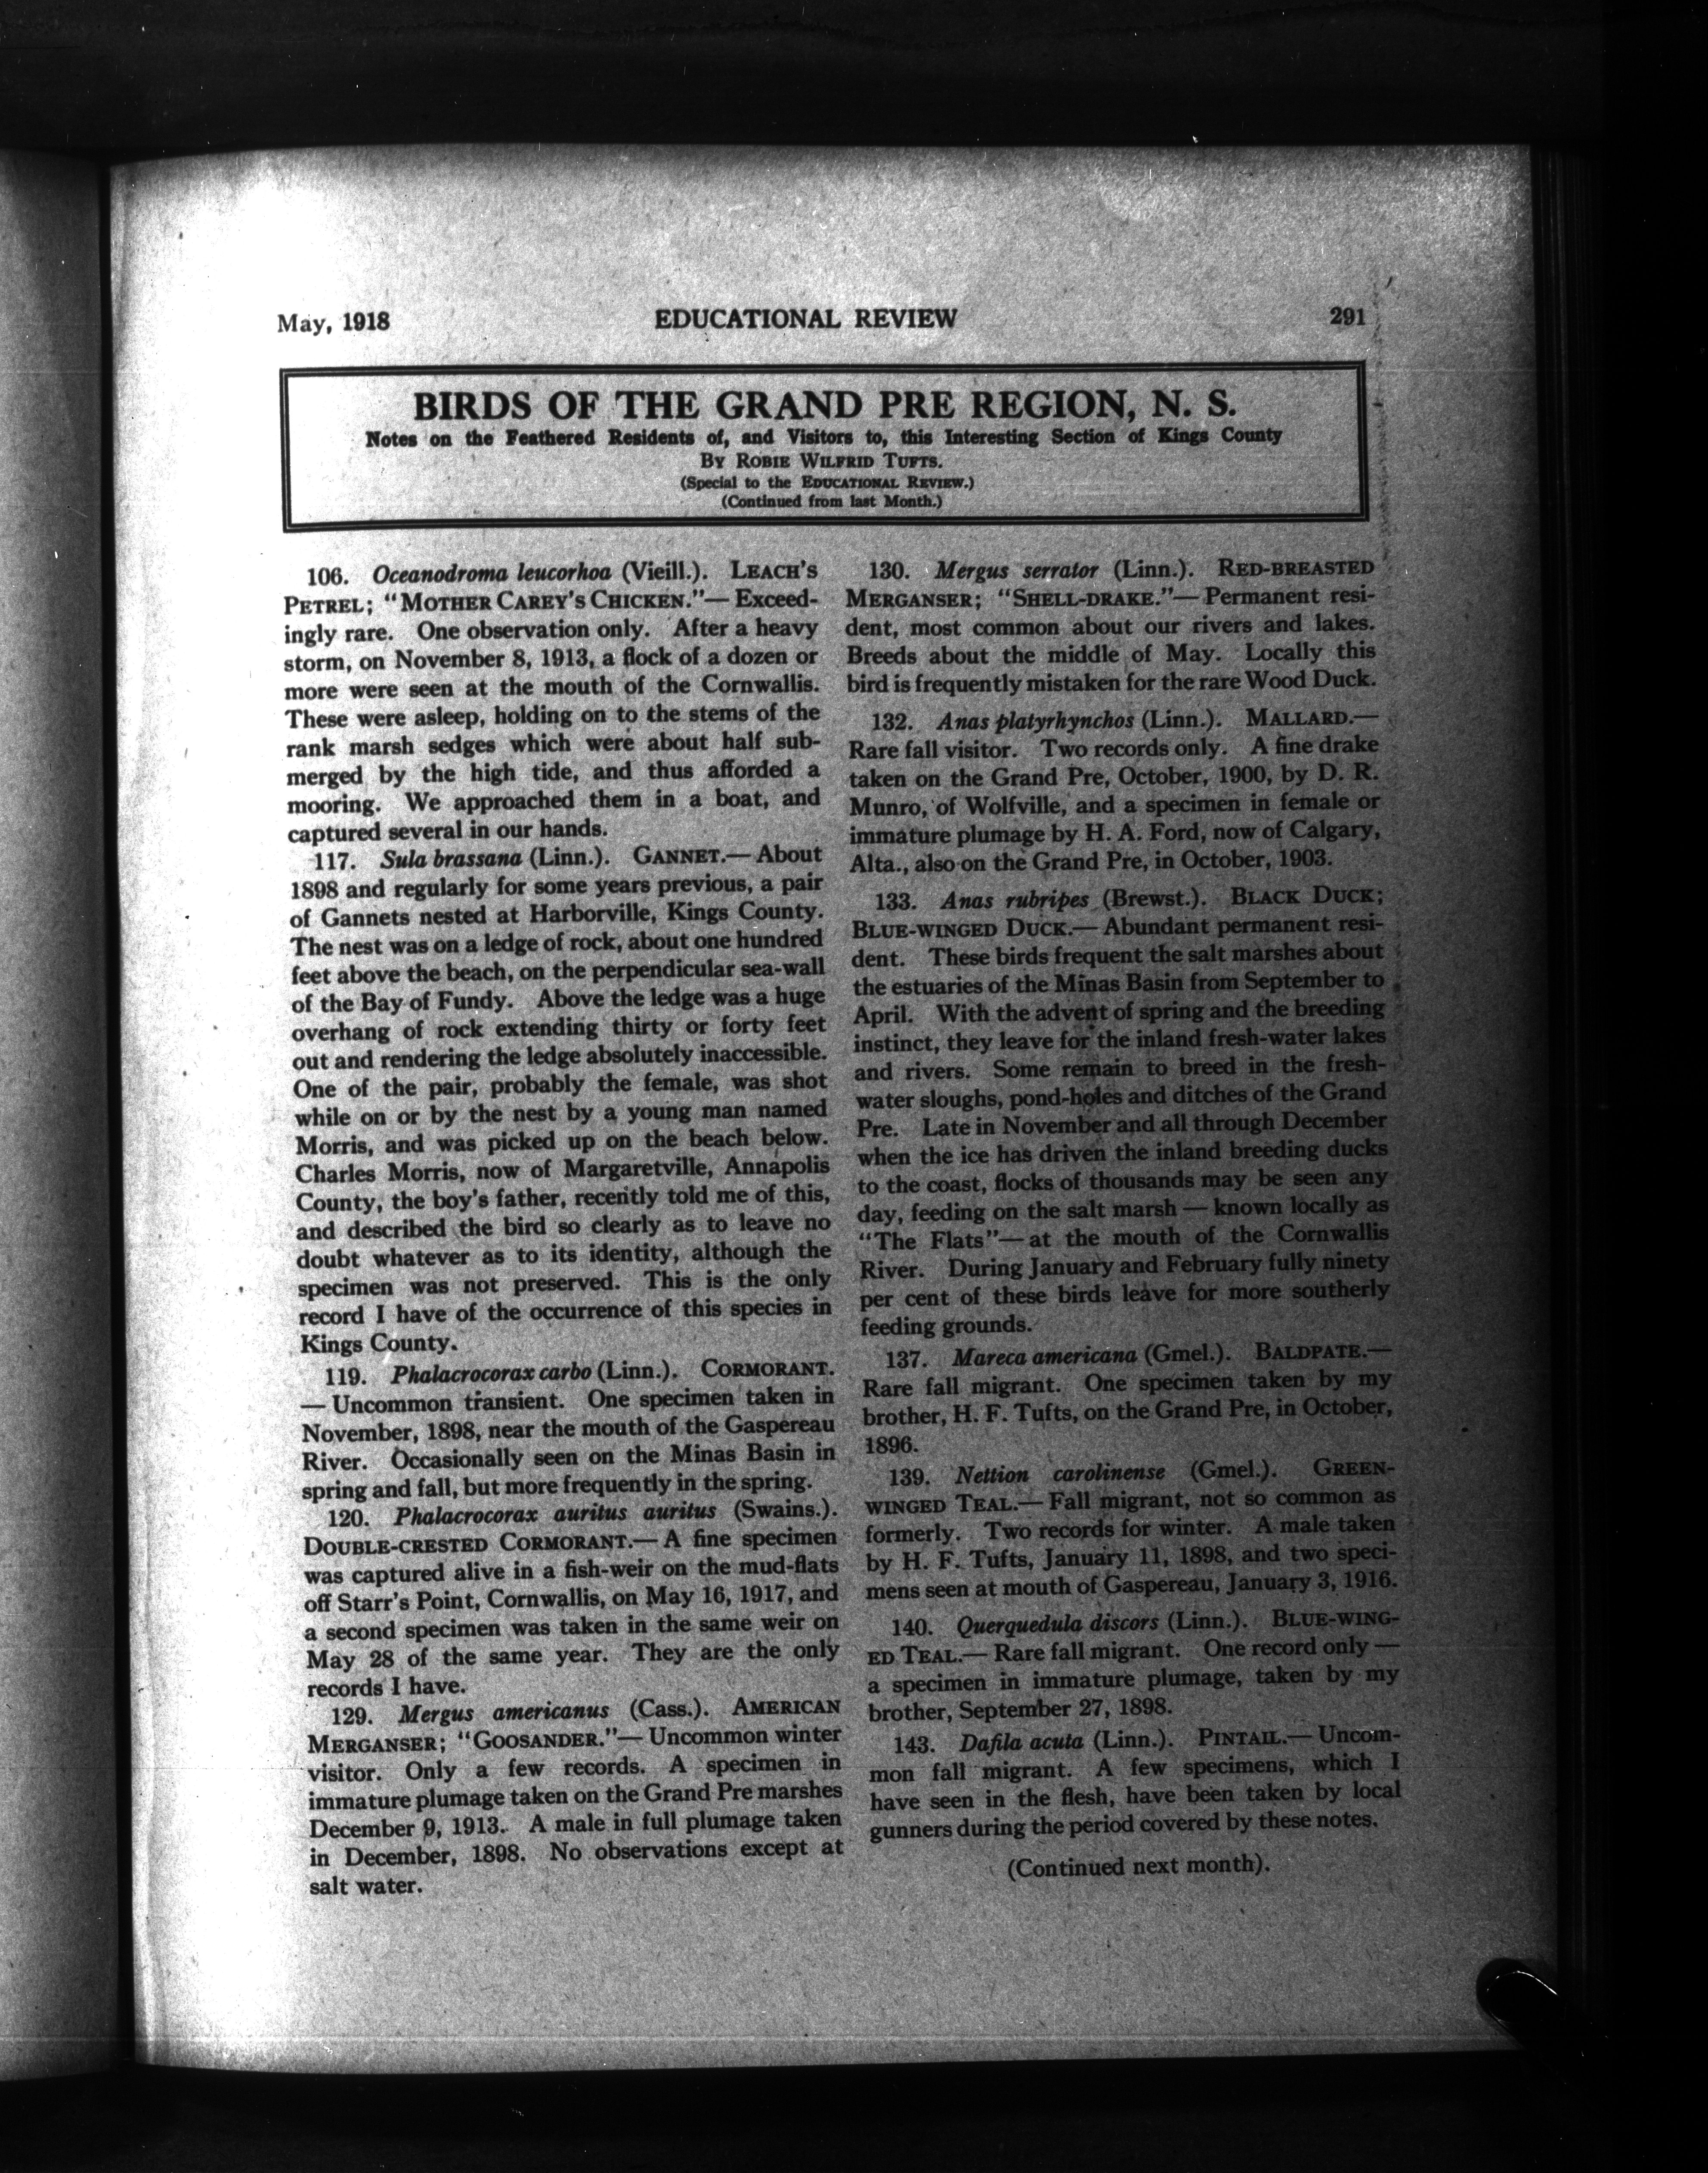 May, 1918
EDUCATIONAL REVIEW
291
BIRDS OF THE GRAND PRE REGION, N. S.
Notes on the Feathered Residents of, and Visitors to, this Interesting Section of Kings County
BY ROBIE WILFRID TUFTS.
(Special to the EDUCATIONAL REVIEW.)
(Continued from last Month.)
106. Oceanodroma leucorhoa (Vieill.). LEACH'S
PETREL; "MOTHER CAREY'S CHICKEN."— Exceed-
ingly rare. One observation only. After a heavy
storm, on November 8, 1913, a flock of a dozen or
more were seen at the mouth of the Cornwallis.
These were asleep, holding on to the stems of the
rank marsh sedges which were about half sub-
merged by the high tide, and thus afforded a
mooring. We approached them in a boat, and
captured several in our hands.
117. Sula brassana (Linn.). GANNET.— About
1898 and regularly for some years previous, a pair
of Gannets nested at Harborville, Kings County.
The nest was on a ledge of rock, about one hundred
feet above the beach, on the perpendicular sea-wall
of the Bay of Fundy. Above the ledge was a huge
overhang of rock extending thirty or forty feet
out and rendering the ledge absolutely inaccessible.
One of the pair, probably the female, was shot
while on or by the nest by a young man named
Morris, and was picked up on the beach below.
Charles Morris, now of Margaretville, Annapolis
County, the boy's father, recently told me of this,
and described the bird so clearly as to leave no
doubt whatever as to its identity, although the
specimen was not preserved. This is the only
record I have of the occurrence of this species in
Kings County.
119. Phalacrocorax carbo (Linn.). CORMORANT.
— Uncommon transient. One specimen taken in
November, 1898, near the mouth of the Gaspereau
River. Occasionally seen on the Minas Basin in
spring and fall, but more frequently in the spring.
120. Phalacrocorax auritus auritus (Swains.).
DOUBLE-CRESTED CORMORANT.— A fine specimen
was captured alive in a fish-weir on the mud-flats
off Starr's Point, Cornwallis, on May 16, 1917, and
a second specimen was taken in the same weir on
May 28 of the same year. They are the only
records I have.
129. Mergus americanus (Cass.). AMERICAN
MERGANSER; "GOOSANDER."— Uncommon winter
visitor. Only a few records. A specimen in
immature plumage taken on the Grand Pre marshes
December 9, 1913. A male in full plumage taken
in December, 1898. No observations except at
salt water.
130. Mergus serrator (Linn.). RED-BREASTED
MERGANSER; "SHELL-DRAKE."— Permanent resi-
dent, most common about our rivers and lakes.
Breeds about the middle of May. Locally this
bird is frequently mistaken for the rare Wood Duck.
132. Anas platyrhynchos (Linn.). MALLARD.—
Rare fall visitor. Two records only. A fine drake
taken on the Grand Pre, October, 1900, by D. R.
Munro, of Wolfville, and a specimen in female or
immature plumage by H. A. Ford, now of Calgary,
Alta., also on the Grand Pre, in October, 1903.
133. Anas rubripes (Brewst.). BLACK DUCK;
BLUE-WINGED DUCK.— Abundant permanent resi-
dent. These birds frequent the salt marshes about
the estuaries of the Minas Basin from September to
April. With the advent of spring and the breeding
instinct, they leave for the inland fresh-water lakes
and rivers. Some remain to breed in the fresh-
water sloughs, pond-holes and ditches of the Grand
Pre. Late in November and all through December
when the ice has driven the inland breeding ducks
to the coast, flocks of thousands may be seen any
day, feeding on the salt marsh — known locally as
"The Flats"— at the mouth of the Cornwallis
River. During January and February fully ninety
per cent of these birds leave for more southerly
feeding grounds.
137. Mareca americana (Gmel.). BALDPATE.—
Rare fall migrant. One specimen taken by my
brother, H. F. Tufts, on the Grand Pre, in October,
1896.
139. Nettion carolinense (Gmel.). GREEN-
WINGED TEAL.— Fall migrant, not so common as
formerly. Two records for winter. A male taken
by H. F. Tufts, January 11, 1898, and two speci-
mens seen at mouth of Gaspereau, January 3, 1916.
140. Querquedula discors (Linn.). BLUE-WING-
ED TEAL.— Rare fall migrant. One record only —
a specimen in immature plumage, taken by my
brother, September 27, 1898.
143. Dafila acuta (Linn.). PINTAIL.— Uncom-
mon fall migrant. A few specimens, which I
have seen in the flesh, have been taken by local
gunners during the period covered by these notes.
(Continued next month).